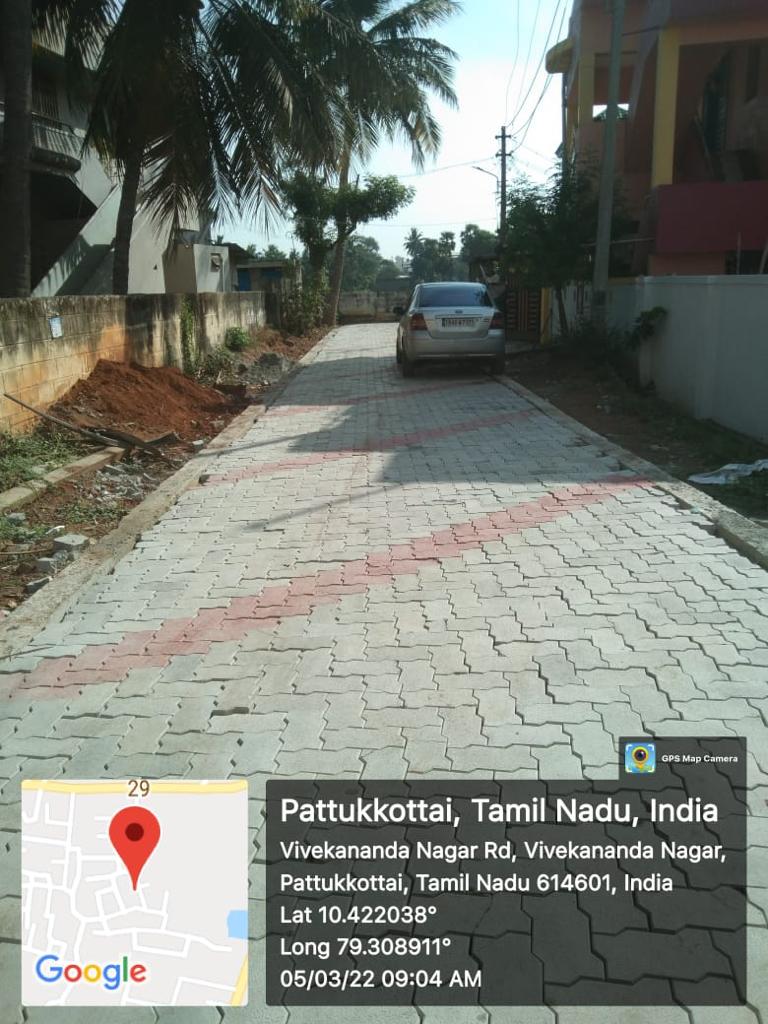 GPS Map Camera
29
Google
Pattukkottai, Tamil Nadu, India
Vivekananda Nagar Rd, Vivekananda Nagar,
Pattukkottai, Tamil Nadu 614601, India
Lat 10.422038°
Long 79.308911°
05/03/22 09:04 AM